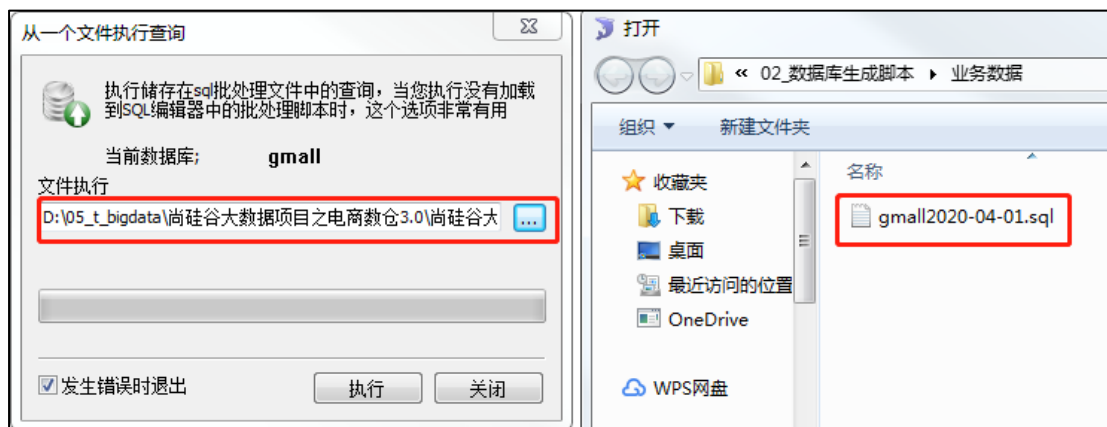 从一个文件执行查询
执行储存在sql批处理文件中的查询，当您执行没有加载
到SQL编辑器中的批处理脚本时，这个选项非常有用
当前数据库;
gmall
文件执行
D:\05_t_bigdata\尚硅谷大数据项目之电商数仓3.0\尚硅谷大
...
发生错误时退出
执行
关闭
打开
« 02_数据库生成脚本 ▸ 业务数据
组织
新建文件夹
收藏夹
下载
桌面
最近访问的位置
OneDrive
WPS网盘
名称
gmall2020-04-01.sql